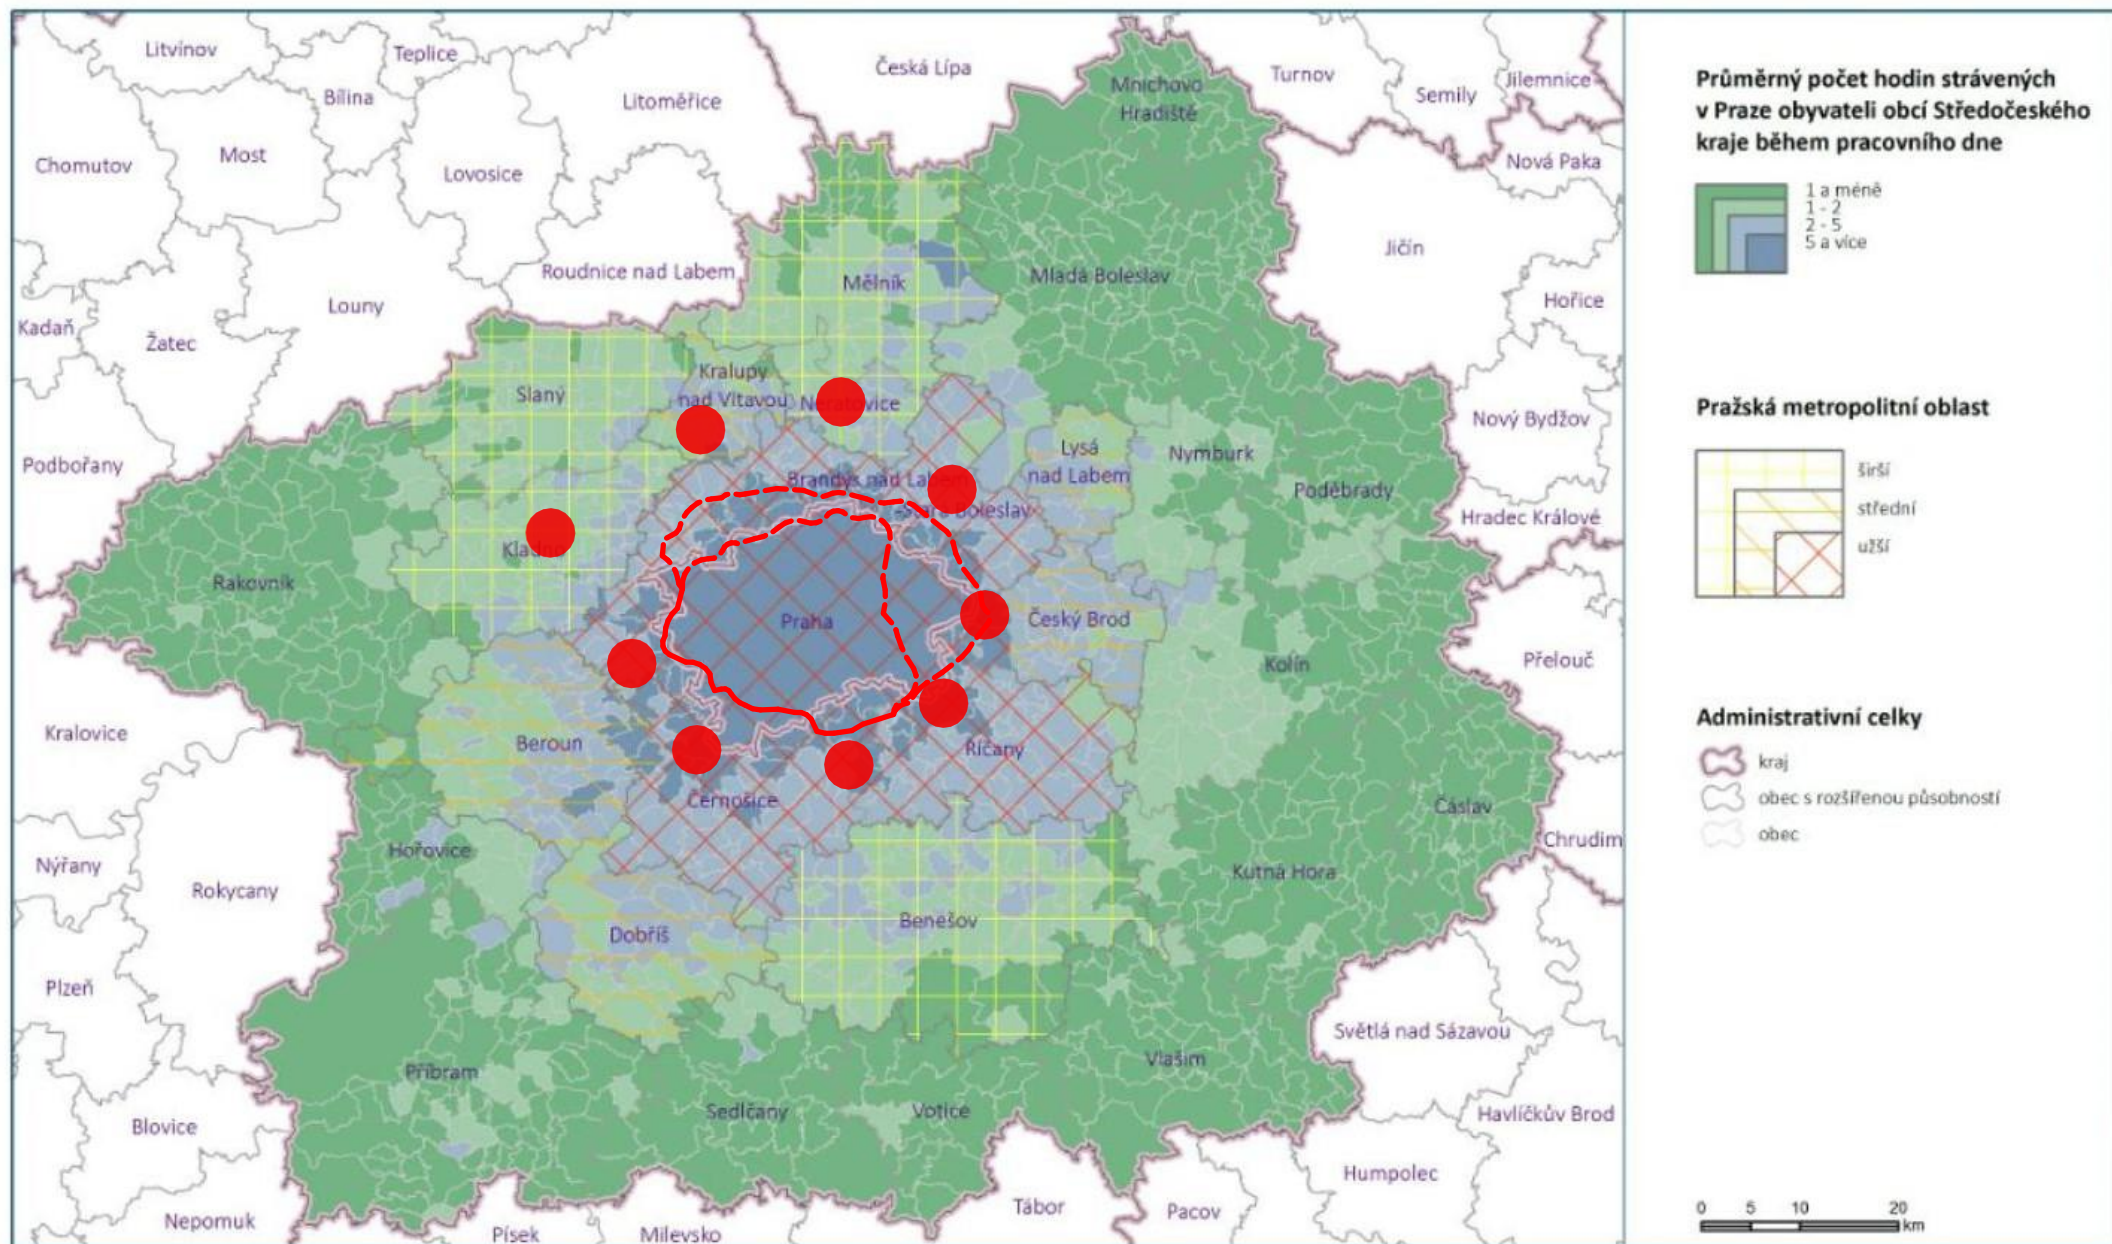 Litvínov
Teplice
Bílina
Česká Lípa
Mnichovo
Hradiště
Turnov
Semily
Jilemnice
Chomutov
Most
Lovosice
Litoměřice
Nová Paka
Kadaň
Žatec
Louny
Roudnice nad Labem
Mělník
Mladá Boleslav
Jičín
Hořice
Podbořany
Slaný
Kralupy
nad Vltavou
Neratovice
Lysá
nad Labem
Nymburk
Poděbrady
Nový Bydžov
Hradec Králové
Brandýs nad Labem
-Stará Boleslav
Rakovník
Kladno
Praha
Český Brod
Kolín
Přelouč
Kralovice
Beroun
Říčany
Černošice
Čáslav
Chrudim
Nýřany
Rokycany
Hořovice
Kutná Hora
Dobříš
Benešov
Plzeň
Příbram
Sedlčany
Votice
Vlašim
Světlá nad Sázavou
Havlíčkův Brod
Blovice
Nepomuk
Písek
Milevsko
Tábor
Pacov
Humpolec
Průměrný počet hodin strávených
v Praze obyvateli obcí Středočeského
kraje během pracovního dne
1 a méně
1 - 2
2 - 5
5 a více
Pražská metropolitní oblast
širší
střední
užší
Administrativní celky
kraj
obec s rozšířenou působností
obec
0 5 10 20
km